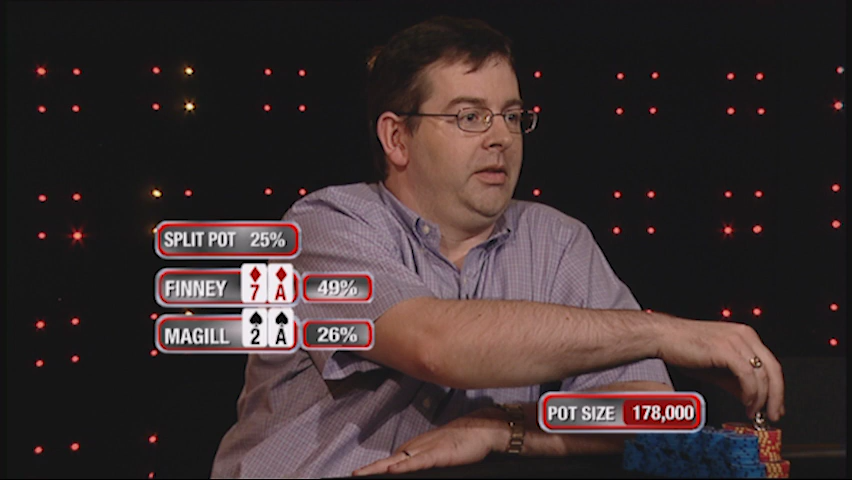 SPLIT POT 25%
FINNEY 7 A 49%
MAGILL 2 A 26%
POT SIZE 178,000